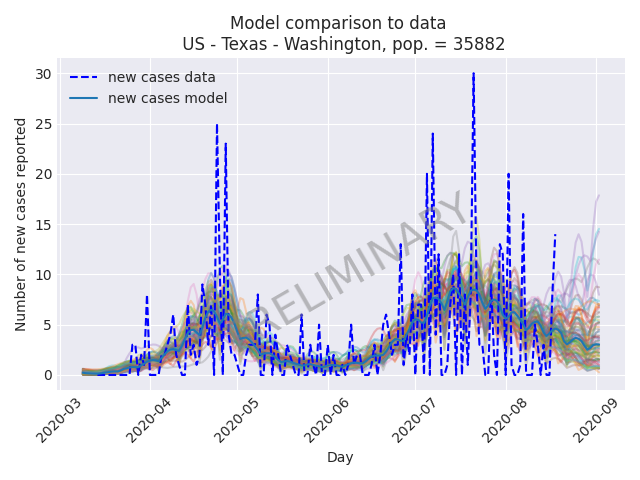 Model comparison to data
US - Texas - Washington, pop. = 35882
new cases data
new cases model
Number of new cases reported
30
25
20
15
10
5
0
PRELIMINARY
2020-03
2020-04
2020-05
2020-06
2020-07
2020-08
2020-09
Day